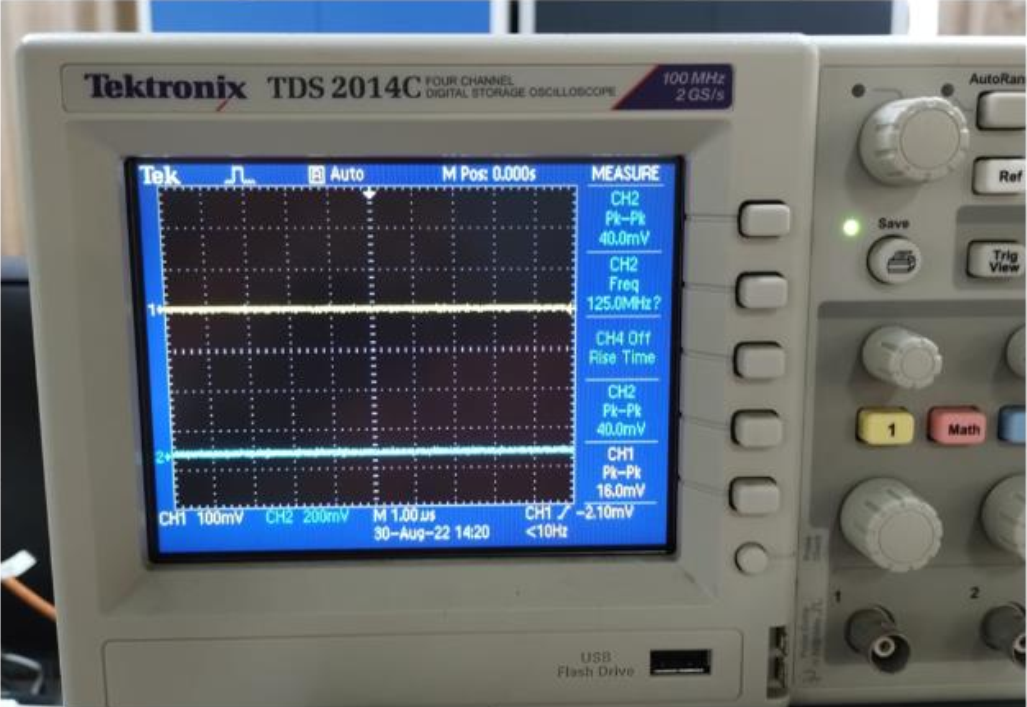 Tektronix TDS 2014C FOUR CHANNEL DIGITAL STORAGE OSCILLOSCOPE 100 MHz 2 GS/s
AutoRan
Ref
Save
Trig View
Tek R Auto M Pos: 0.000s MEASURE
CH2
Pk-Pk
40.0mV
CH2
Freq
125.0MHz?
CH4 Off
Rise Time
CH2
Pk-Pk
40.0mV
CH1
Pk-Pk
16.0mV
1
2
CH1 100mV CH2 200mV M 1.00µs CH1 -2.10mV
30-Aug-22 14:20 <10Hz
1 Math
1 2
USB
Flash Drive